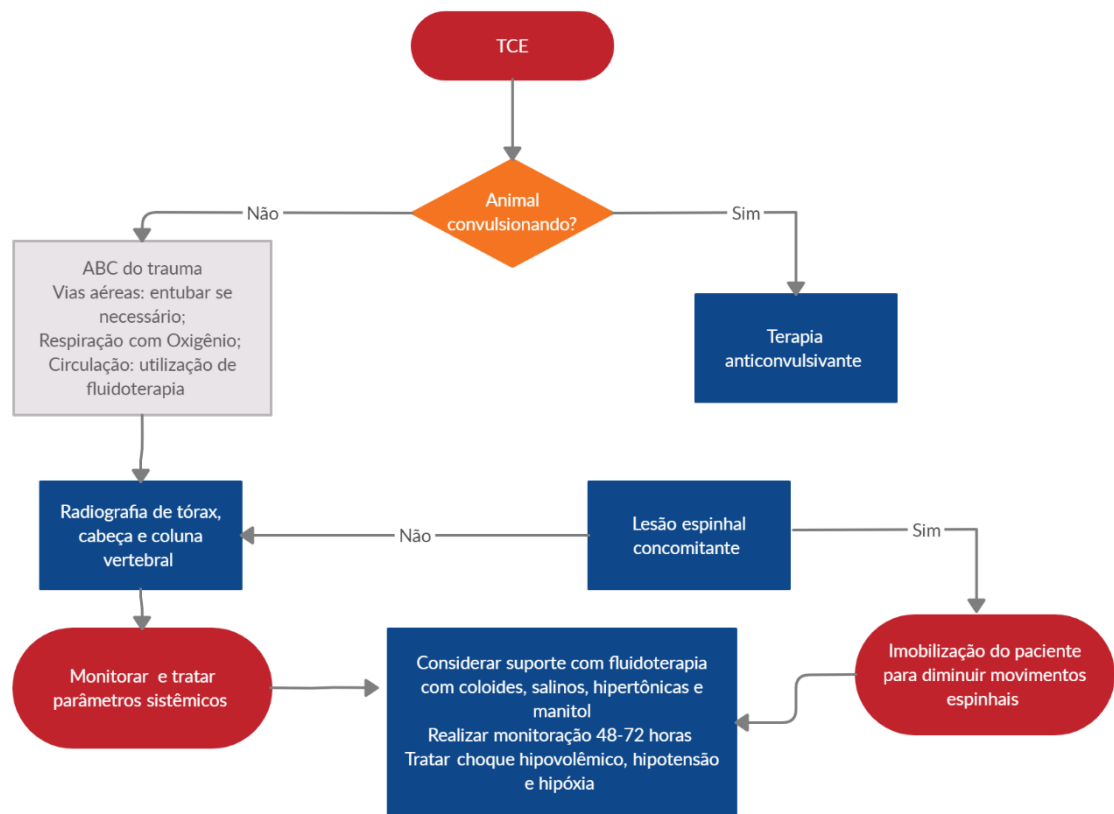 TCE
Animal
convulsionando?
Não
Sim
ABC do trauma
Vias aéreas: entubar se
necessário;
Respiração com Oxigênio;
Circulação: utilização de
fluidoterapia
Terapia
anticonvulsivante
Radiografia de tórax,
cabeça e coluna
vertebral
Não
Lesão espinhal
concomitante
Sim
Monitorar e tratar
parâmetros sistêmicos
Considerar suporte com fluidoterapia
com coloides, salinos, hipertônicas e
manitol
Realizar monitoração 48-72 horas
Tratar choque hipovolêmico, hipotensão
e hipóxia
Imobilização do paciente
para diminuir movimentos
espinhais